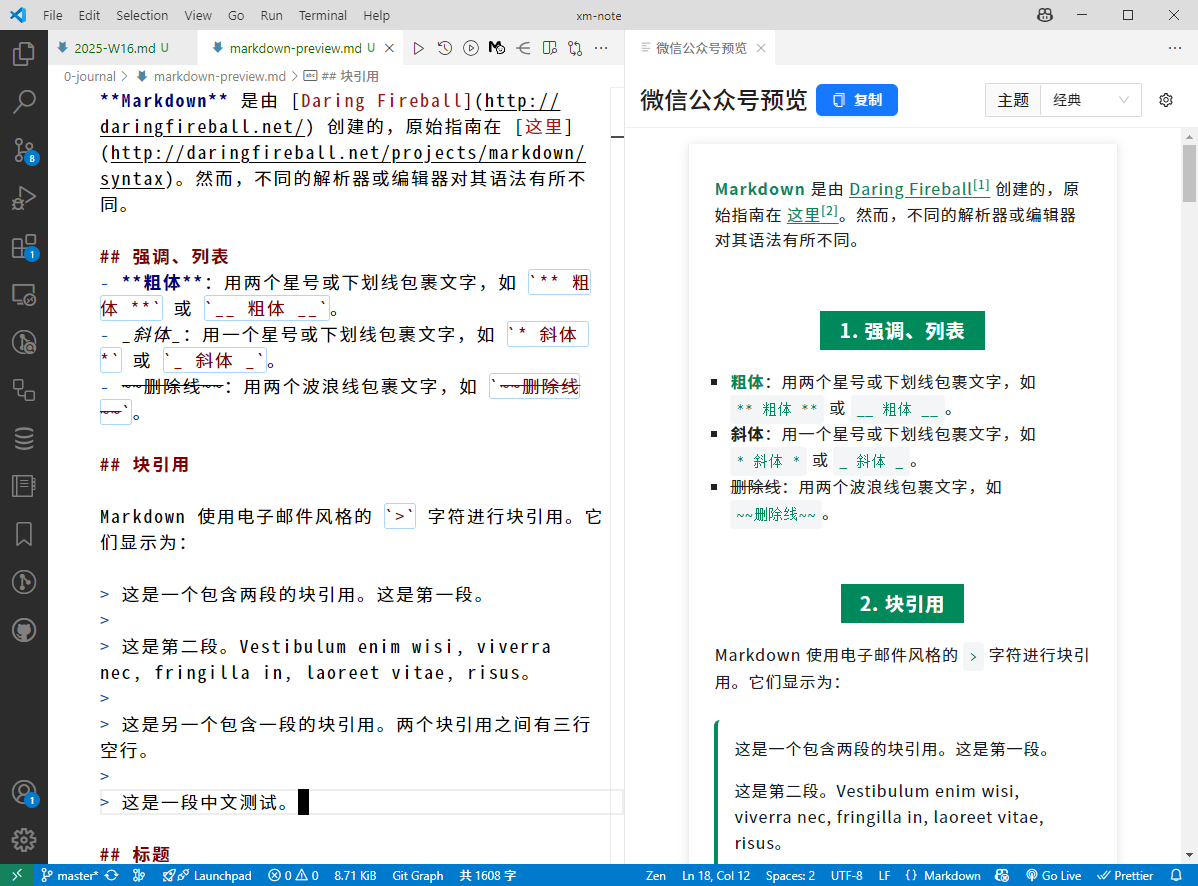 File Edit Selection View Go Run Terminal Help xm-note
2025-W16.md U markdown-preview.md U
0-journal > markdown-preview.md > ## 块引用
**Markdown** 是由 [Daring Fireball](http://
daringfireball.net/) 创建的，原始指南在 [这里]
(http://daringfireball.net/projects/markdown/
syntax)。然而，不同的解析器或编辑器对其语法有所不
同。
## 强调、列表
- **粗体**：用两个星号或下划线包裹文字，如 `** 粗
体 **` 或 `__ 粗体 __`。
- _斜体_：用一个星号或下划线包裹文字，如 `* 斜体
*` 或 `_ 斜体 _`。
- ~~删除线~~：用两个波浪线包裹文字，如 `~~删除线
~~`。
## 块引用
Markdown 使用电子邮件风格的 `>` 字符进行块引用。它
们显示为：
> 这是一个包含两段的块引用。这是第一段。
>
> 这是第二段。Vestibulum enim wisi, viverra
nec, fringilla in, laoreet vitae, risus。
>
> 这是另一个包含一段的块引用。两个块引用之间有三行
空行。
>
> 这是一段中文测试。
## 标题
微信公众号预览
微信公众号预览 复制 主题 经典
Markdown 是由 Daring Fireball[1] 创建的，原
始指南在 这里[2]。然而，不同的解析器或编辑器
对其语法有所不同。
1. 强调、列表
粗体：用两个星号或下划线包裹文字，如
** 粗体 ** 或 __ 粗体 __ 。
斜体：用一个星号或下划线包裹文字，如
* 斜体 * 或 _ 斜体 _ 。
删除线：用两个波浪线包裹文字，如
~~删除线~~ 。
2. 块引用
Markdown 使用电子邮件风格的 > 字符进行块引
用。它们显示为：
这是一个包含两段的块引用。这是第一段。
这是第二段。Vestibulum enim wisi,
viverra nec, fringilla in, laoreet vitae,
risus。
8
1
1
master* Launchpad 0 0 8.71 KiB Git Graph 共 1608 字 Zen Ln 18, Col 12 Spaces: 2 UTF-8 LF {} Markdown Go Live Prettier